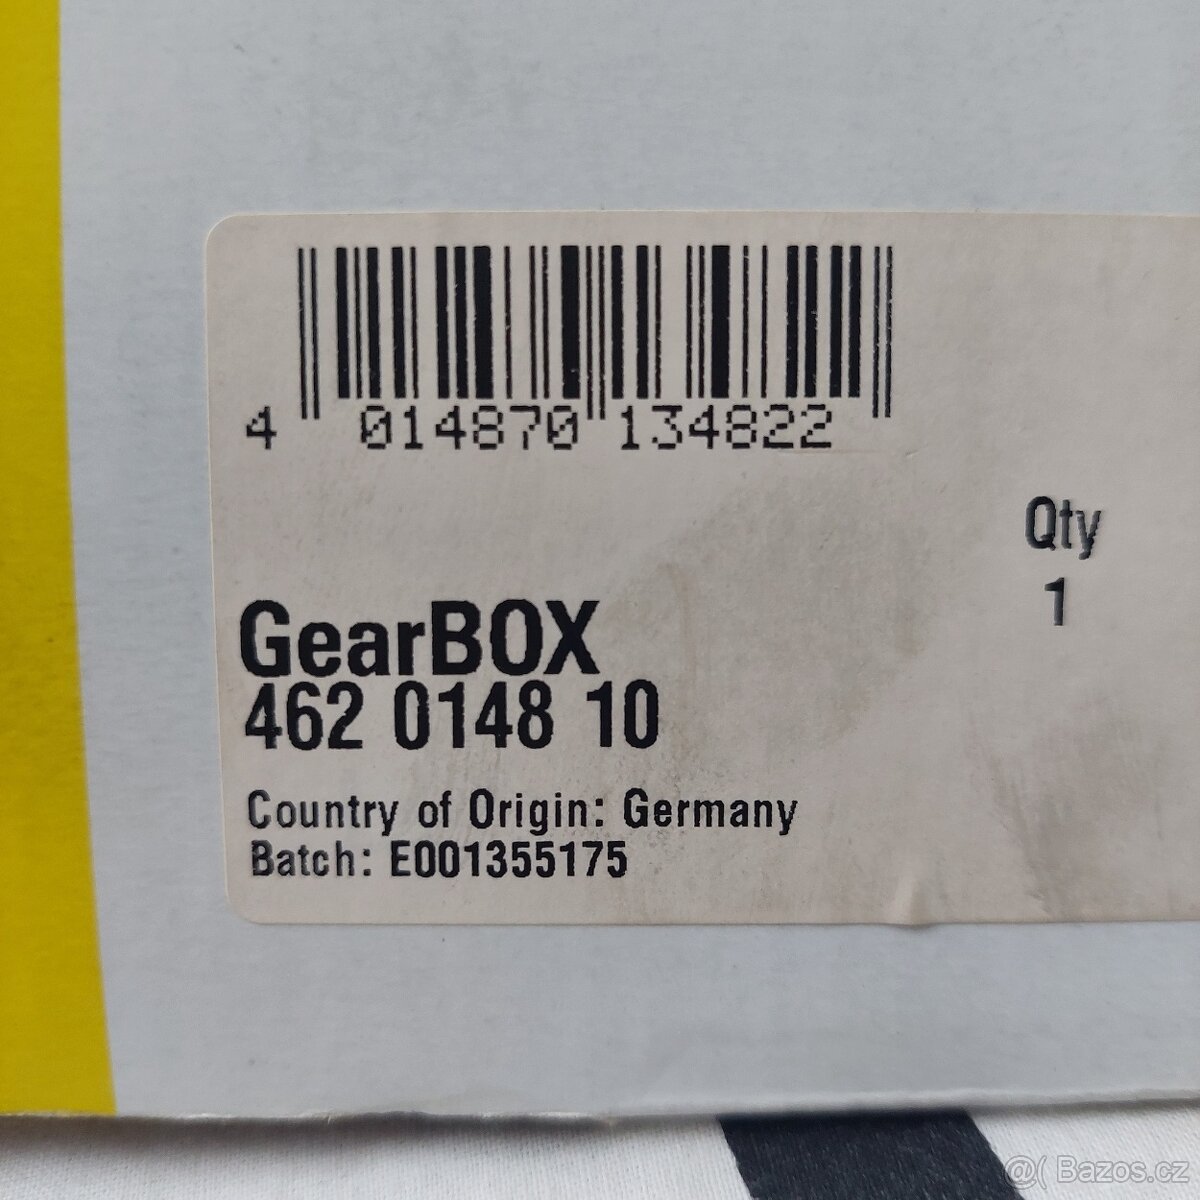 4 014870 134822
Qty
1
GearBOX
462 0148 10
Country of Origin: Germany
Batch: E001355175
@( Bazos.cz